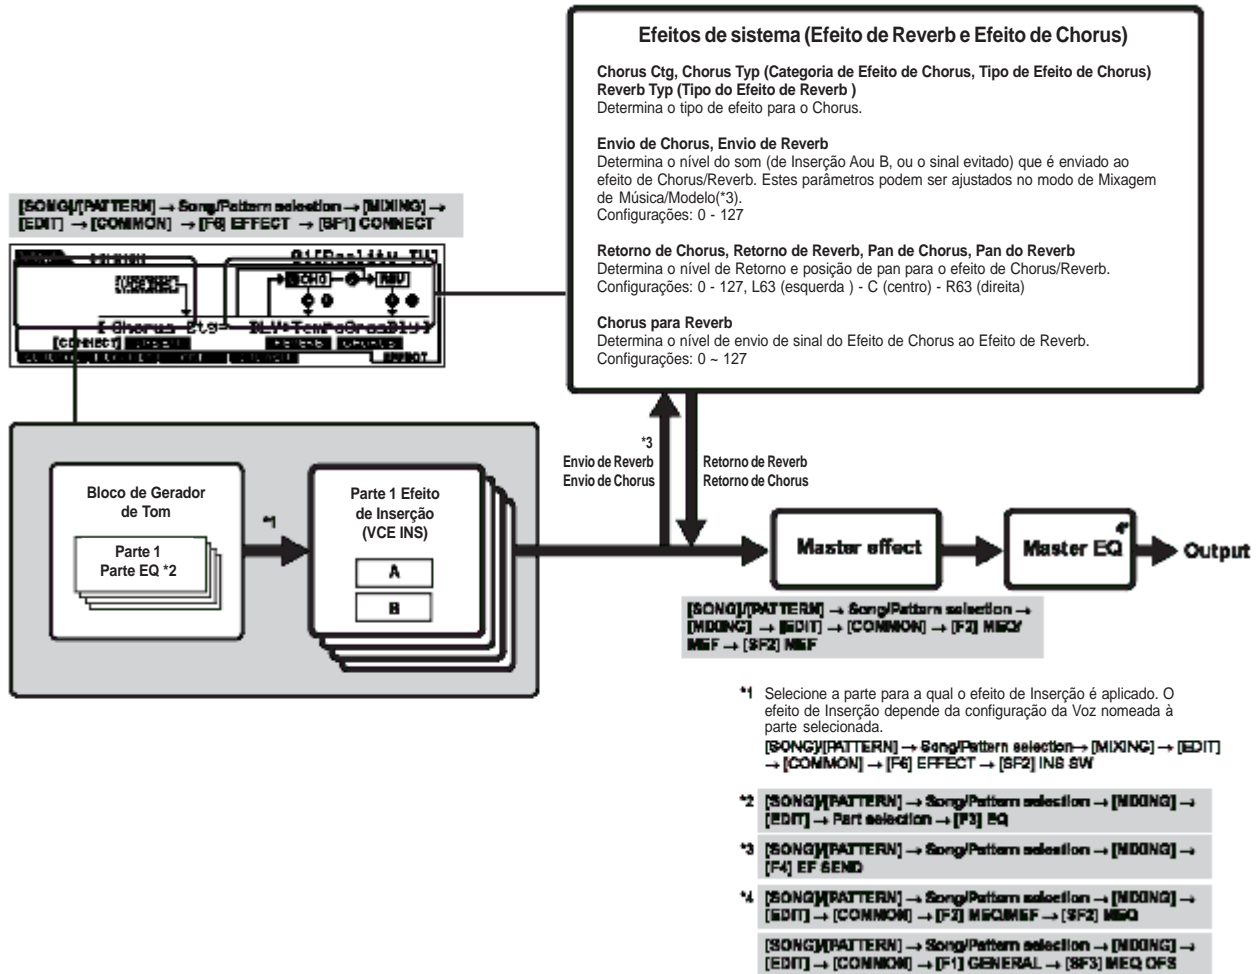 Efeitos de sistema (Efeito de Reverb e Efeito de Chorus)
Chorus Ctg, Chorus Typ (Categoria de Efeito de Chorus, Tipo de Efeito de Chorus)
Reverb Typ (Tipo do Efeito de Reverb )
Determina o tipo de efeito para o Chorus.
Envio de Chorus, Envio de Reverb
Determina o nível do som (de Inserção Aou B, ou o sinal evitado) que é enviado ao
efeito de Chorus/Reverb. Estes parâmetros podem ser ajustados no modo de Mixagem
de Música/Modelo(*3).
Configurações: 0 - 127
Retorno de Chorus, Retorno de Reverb, Pan de Chorus, Pan do Reverb
Determina o nível de Retorno e posição de pan para o efeito de Chorus/Reverb.
Configurações: 0 - 127, L63 (esquerda ) - C (centro) - R63 (direita)
Chorus para Reverb
Determina o nível de envio de sinal do Efeito de Chorus ao Efeito de Reverb.
Configurações: 0 ~ 127
[SONG]/[PATTERN] → Song/Pattern selection → [MIXING] →
[EDIT] → [COMMON] → [F6] EFFECT → [SF1] CONNECT
COMMON
[VCE INS]
CHO
REV
[ Chorus Ctg= DLY:TempoCrosDly]
[CONNECT]
REVERB CHORUS
EFFECT
*3
Envio de Reverb
Envio de Chorus
Retorno de Reverb
Retorno de Chorus
Bloco de Gerador
de Tom
Parte 1
Parte EQ *2
*1
Parte 1 Efeito
de Inserção
(VCE INS)
A
B
Master effect
Master EQ
4*
Output
[SONG]/[PATTERN] → Song/Pattern selection →
[MIXING] → [EDIT] → [COMMON] → [F2] MEQ/
MEF → [SF2] MEF
*1 Selecione a parte para a qual o efeito de Inserção é aplicado. O
efeito de Inserção depende da configuração da Voz nomeada à
parte selecionada.
[SONG]/[PATTERN] → Song/Pattern selection → [MIXING] → [EDIT]
→ [COMMON] → [F6] EFFECT → [SF2] INS SW
*2 [SONG]/[PATTERN] → Song/Pattern selection → [MIXING] →
[EDIT] → Part selection → [F3] EQ
*3 [SONG]/[PATTERN] → Song/Pattern selection → [MIXING] →
[F4] EF SEND
*4 [SONG]/[PATTERN] → Song/Pattern selection → [MIXING] →
[EDIT] → [COMMON] → [F2] MEQ/MEF → [SF2] MEQ
[SONG]/[PATTERN] → Song/Pattern selection → [MIXING] →
[EDIT] → [COMMON] → [F1] GENERAL → [SF3] MEQ OFS